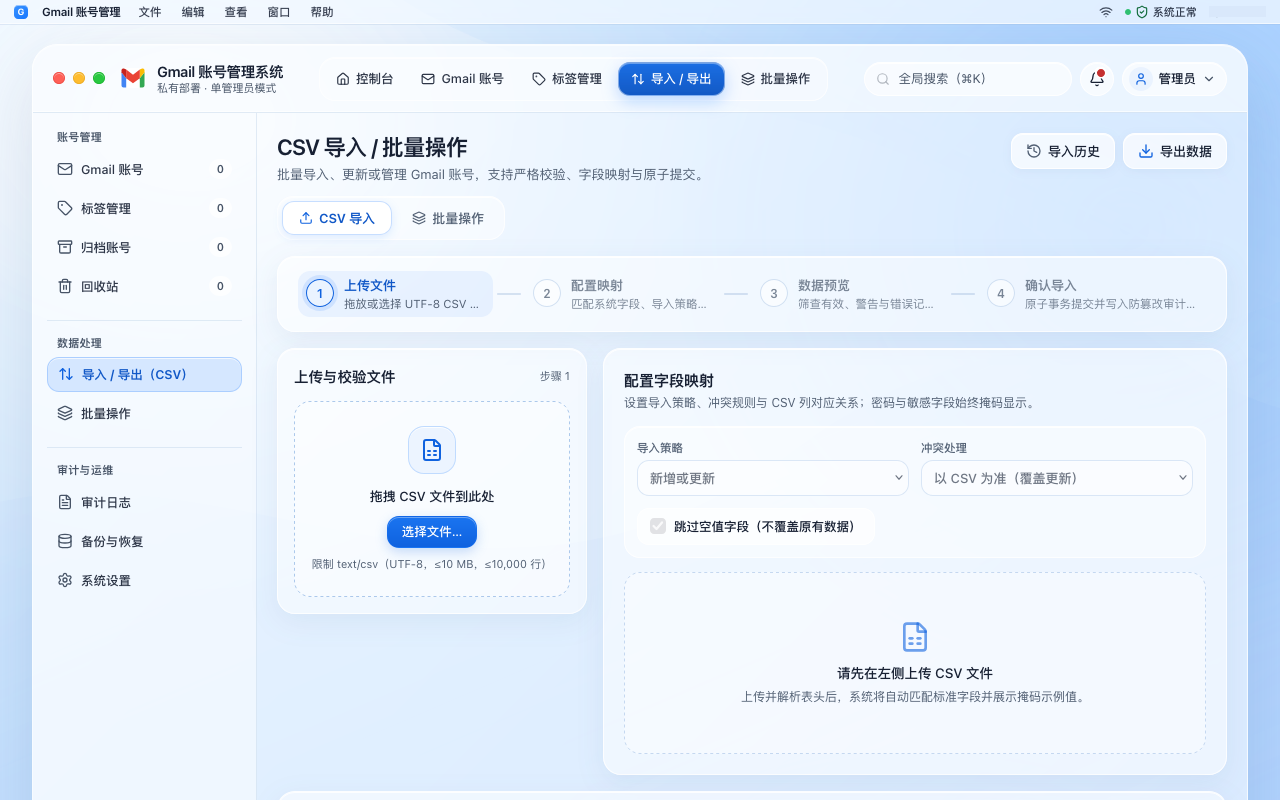 G Gmail 账号管理 文件 编辑 查看 窗口 帮助 系统正常
Gmail 账号管理系统
私有部署 · 单管理员模式
控制台 Gmail 账号 标签管理 导入 / 导出 批量操作
全局搜索（⌘K）
管理员
账号管理
Gmail 账号 0
标签管理 0
归档账号 0
回收站 0
数据处理
导入 / 导出（CSV）
批量操作
审计与运维
审计日志
备份与恢复
系统设置
CSV 导入 / 批量操作
批量导入、更新或管理 Gmail 账号，支持严格校验、字段映射与原子提交。
导入历史 导出数据
CSV 导入 批量操作
1 上传文件
拖放或选择 UTF-8 CSV ...
2 配置映射
匹配系统字段、导入策略...
3 数据预览
筛查有效、警告与错误记...
4 确认导入
原子事务提交并写入防篡改审计...
上传与校验文件 步骤 1
拖拽 CSV 文件到此处
选择文件...
限制 text/csv（UTF-8，≤10 MB，≤10,000 行）
配置字段映射
设置导入策略、冲突规则与 CSV 列对应关系；密码与敏感字段始终掩码显示。
导入策略
新增或更新
冲突处理
以 CSV 为准（覆盖更新）
跳过空值字段（不覆盖原有数据）
请先在左侧上传 CSV 文件
上传并解析表头后，系统将自动匹配标准字段并展示掩码示例值。